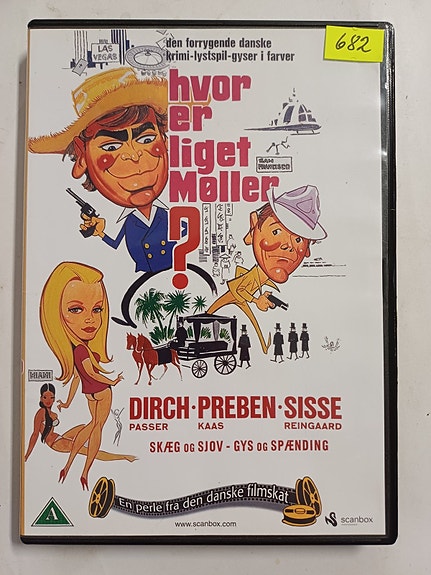 682
LAS VEGAS
den forrygende danske
krimi-lystspil-gyser i farver
hvor
er
liget
Møller
?
SAN FRANCISCO
MIAMI
DIRCH · PREBEN · SISSE
PASSER KAAS REINGAARD
SKÆG OG SJOV - GYS OG SPÆNDING
En perle fra den danske filmskat
A
www.scanbox.com
scanbox